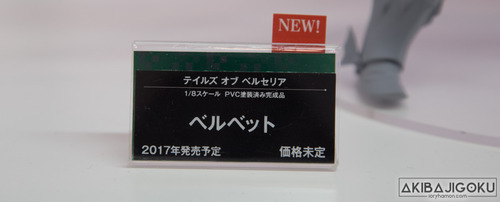 NEW!
テイルズ オブ ベルセリア
1/8スケール PVC塗装済み完成品
ベルベット
2017年発売予定 価格未定
AKIBAJIGOKU